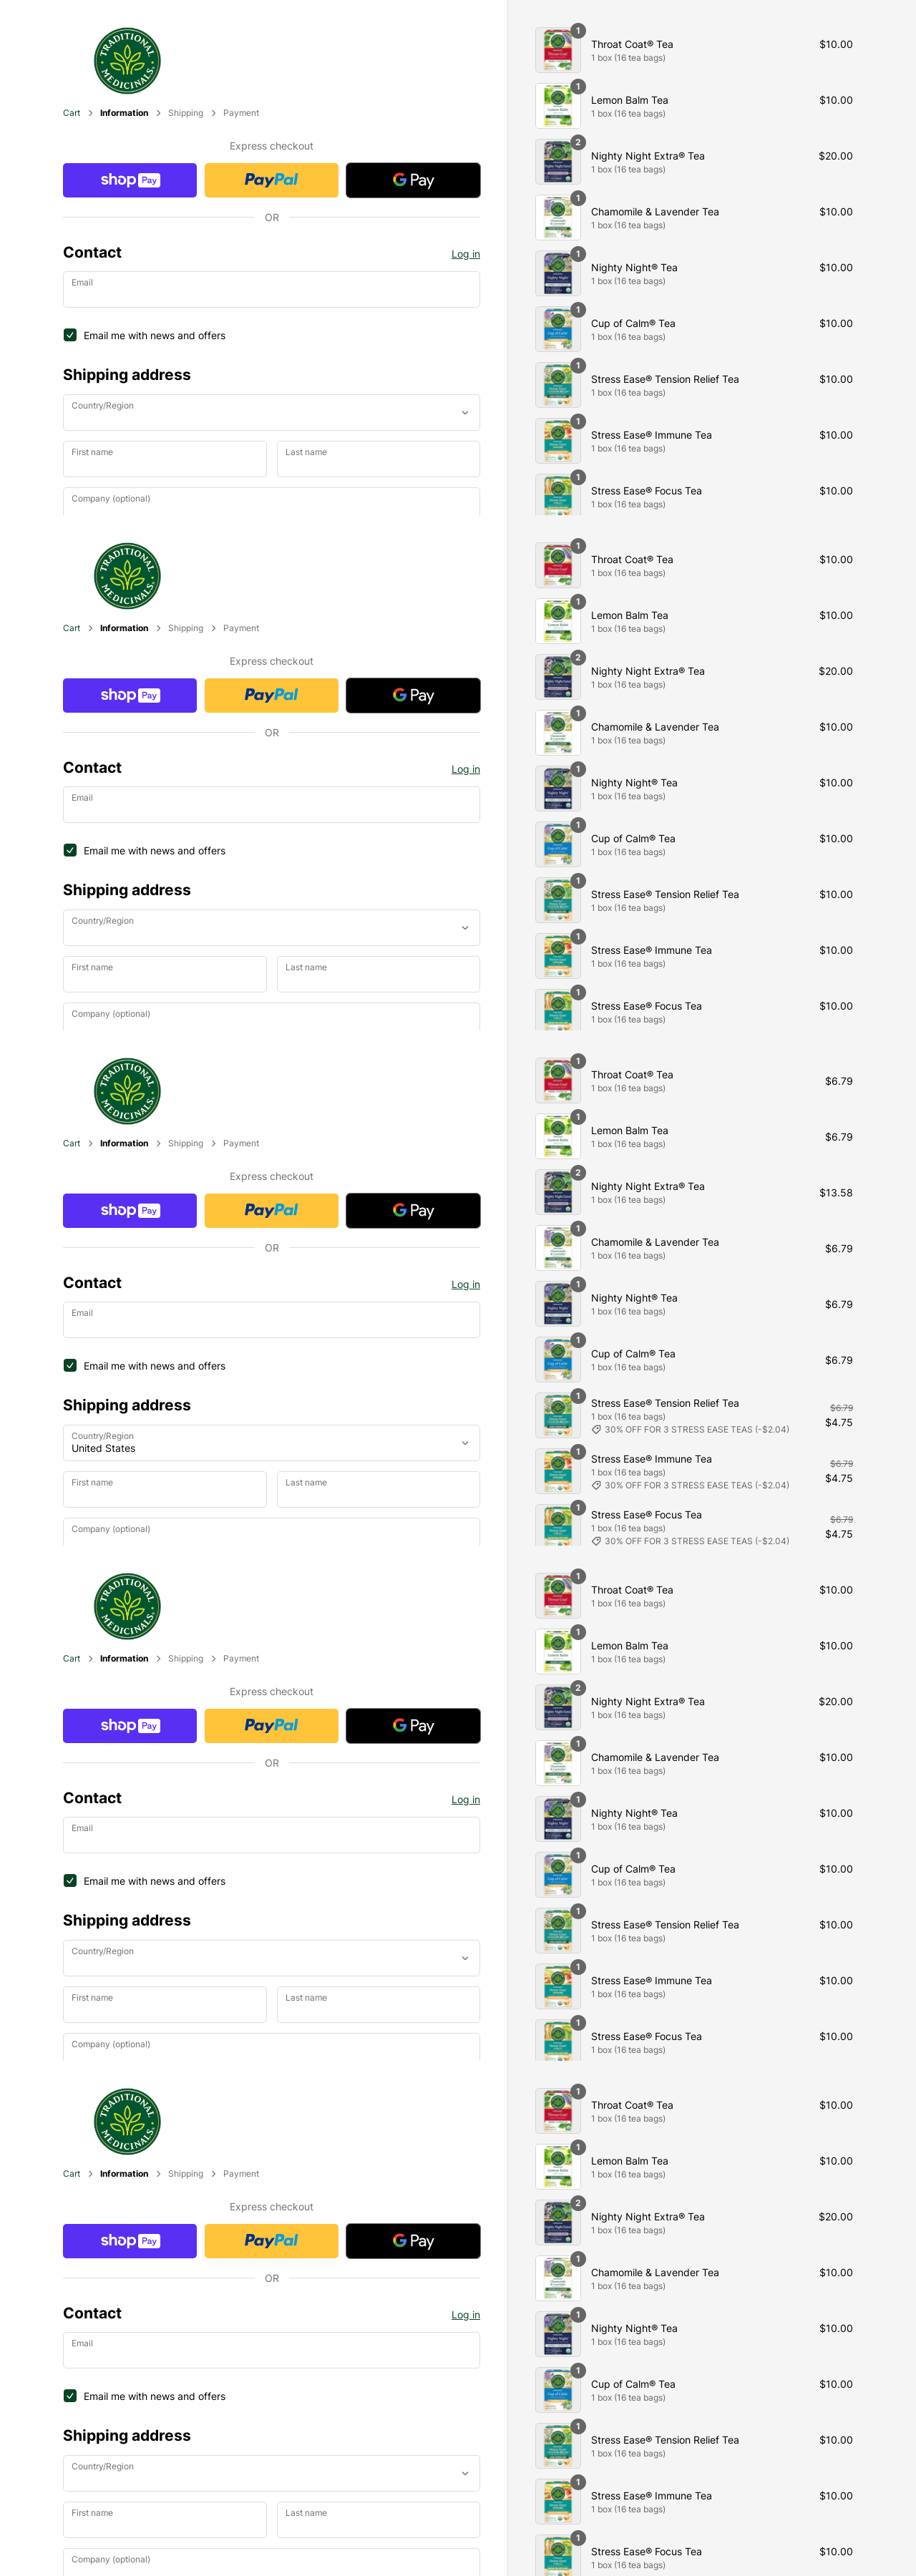 TRADITIONAL MEDICINALS.
Cart > Information > Shipping > Payment
Express checkout
shop Pay
PayPal
G Pay
OR
Contact
Log in
Email
Email me with news and offers
Shipping address
Country/Region
First name
Last name
Company (optional)
1
Throat Coat® Tea
$10.00
1 box (16 tea bags)
1
Lemon Balm Tea
$10.00
1 box (16 tea bags)
2
Nighty Night Extra® Tea
$20.00
1 box (16 tea bags)
1
Chamomile & Lavender Tea
$10.00
1 box (16 tea bags)
1
Nighty Night® Tea
$10.00
1 box (16 tea bags)
1
Cup of Calm® Tea
$10.00
1 box (16 tea bags)
1
Stress Ease® Tension Relief Tea
$10.00
1 box (16 tea bags)
1
Stress Ease® Immune Tea
$10.00
1 box (16 tea bags)
1
Stress Ease® Focus Tea
$10.00
1 box (16 tea bags)
TRADITIONAL MEDICINALS.
Cart > Information > Shipping > Payment
Express checkout
shop Pay
PayPal
G Pay
OR
Contact
Log in
Email
Email me with news and offers
Shipping address
Country/Region
First name
Last name
Company (optional)
1
Throat Coat® Tea
$10.00
1 box (16 tea bags)
1
Lemon Balm Tea
$10.00
1 box (16 tea bags)
2
Nighty Night Extra® Tea
$20.00
1 box (16 tea bags)
1
Chamomile & Lavender Tea
$10.00
1 box (16 tea bags)
1
Nighty Night® Tea
$10.00
1 box (16 tea bags)
1
Cup of Calm® Tea
$10.00
1 box (16 tea bags)
1
Stress Ease® Tension Relief Tea
$10.00
1 box (16 tea bags)
1
Stress Ease® Immune Tea
$10.00
1 box (16 tea bags)
1
Stress Ease® Focus Tea
$10.00
1 box (16 tea bags)
TRADITIONAL MEDICINALS.
Cart > Information > Shipping > Payment
Express checkout
shop Pay
PayPal
G Pay
OR
Contact
Log in
Email
Email me with news and offers
Shipping address
Country/Region
United States
First name
Last name
Company (optional)
1
Throat Coat® Tea
1 box (16 tea bags)
$6.79
1
Lemon Balm Tea
1 box (16 tea bags)
$6.79
2
Nighty Night Extra® Tea
1 box (16 tea bags)
$13.58
1
Chamomile & Lavender Tea
1 box (16 tea bags)
$6.79
1
Nighty Night® Tea
1 box (16 tea bags)
$6.79
1
Cup of Calm® Tea
1 box (16 tea bags)
$6.79
1
Stress Ease® Tension Relief Tea
1 box (16 tea bags)
30% OFF FOR 3 STRESS EASE TEAS (-$2.04)
$6.79
$4.75
1
Stress Ease® Immune Tea
1 box (16 tea bags)
30% OFF FOR 3 STRESS EASE TEAS (-$2.04)
$6.79
$4.75
1
Stress Ease® Focus Tea
1 box (16 tea bags)
30% OFF FOR 3 STRESS EASE TEAS (-$2.04)
$6.79
$4.75
TRADITIONAL MEDICINALS.
Cart > Information > Shipping > Payment
Express checkout
shop Pay
PayPal
G Pay
OR
Contact
Log in
Email
Email me with news and offers
Shipping address
Country/Region
First name
Last name
Company (optional)
1
Throat Coat® Tea
$10.00
1 box (16 tea bags)
1
Lemon Balm Tea
$10.00
1 box (16 tea bags)
2
Nighty Night Extra® Tea
$20.00
1 box (16 tea bags)
1
Chamomile & Lavender Tea
$10.00
1 box (16 tea bags)
1
Nighty Night® Tea
$10.00
1 box (16 tea bags)
1
Cup of Calm® Tea
$10.00
1 box (16 tea bags)
1
Stress Ease® Tension Relief Tea
$10.00
1 box (16 tea bags)
1
Stress Ease® Immune Tea
$10.00
1 box (16 tea bags)
1
Stress Ease® Focus Tea
$10.00
1 box (16 tea bags)
TRADITIONAL MEDICINALS.
Cart > Information > Shipping > Payment
Express checkout
shop Pay
PayPal
G Pay
OR
Contact
Log in
Email
Email me with news and offers
Shipping address
Country/Region
First name
Last name
Company (optional)
1
Throat Coat® Tea
$10.00
1 box (16 tea bags)
1
Lemon Balm Tea
$10.00
1 box (16 tea bags)
2
Nighty Night Extra® Tea
$20.00
1 box (16 tea bags)
1
Chamomile & Lavender Tea
$10.00
1 box (16 tea bags)
1
Nighty Night® Tea
$10.00
1 box (16 tea bags)
1
Cup of Calm® Tea
$10.00
1 box (16 tea bags)
1
Stress Ease® Tension Relief Tea
$10.00
1 box (16 tea bags)
1
Stress Ease® Immune Tea
$10.00
1 box (16 tea bags)
1
Stress Ease® Focus Tea
$10.00
1 box (16 tea bags)